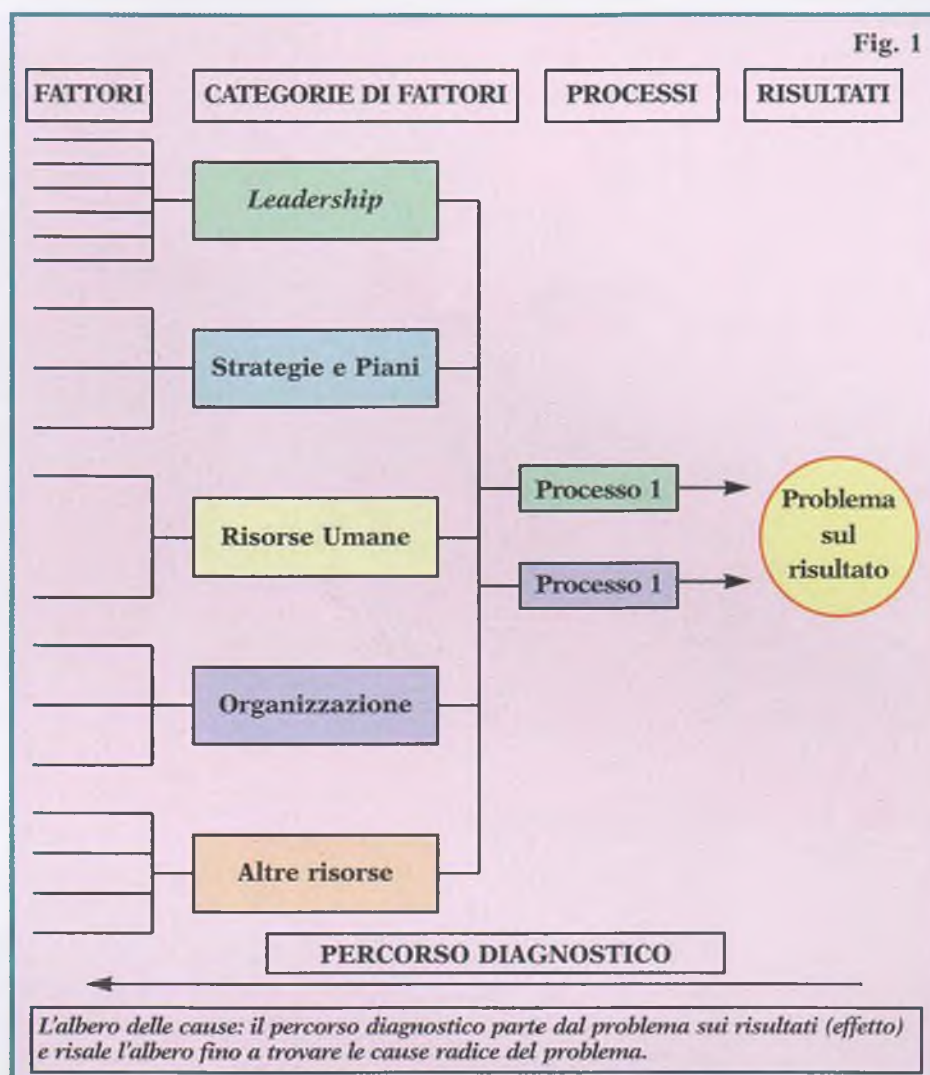 Fig. 1
FATTORI
CATEGORIE DI FATTORI
PROCESSI
RISULTATI
Leadership
Strategie e Piani
Risorse Umane
Organizzazione
Altre risorse
Processo 1
Processo 1
Problema
sul
risultato
PERCORSO DIAGNOSTICO
L'albero delle cause: il percorso diagnostico parte dal problema sui risultati (effetto)
e risale l'albero fino a trovare le cause radice del problema.